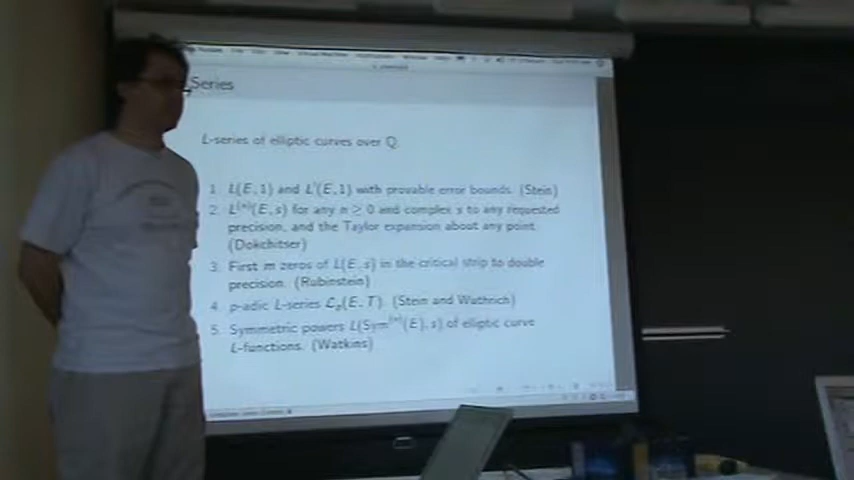 Series
L-series of elliptic curves over Q
1. L(E, 1) and L'(E, 1) with provable error bounds. (Stein)
2. L⁽ⁿ⁾(E, s) for any n ≥ 0 and complex s to any requested
precision, and the Taylor expansion about any point.
(Dokchitser)
3. First m zeros of L(E, s) in the critical strip to double
precision. (Rubinstein)
4. p-adic L-series 𝓛ₚ(E, T). (Stein and Wuthrich)
5. Symmetric powers L(Sym⁽ⁿ⁾(E), s) of elliptic curve
L-functions. (Watkins)